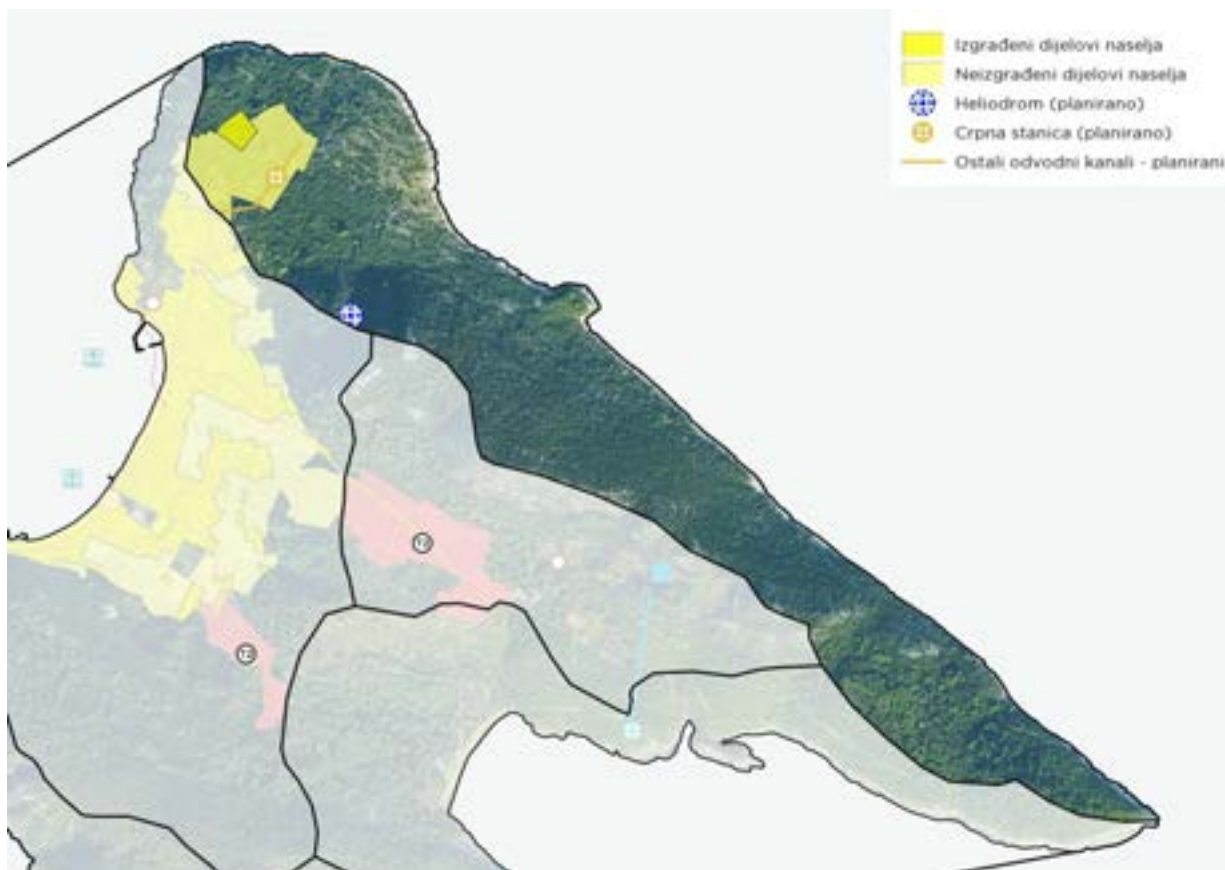 Izgrađeni dijelovi naselja
Neizgrađeni dijelovi naselja
Heliodrom (planirano)
Crpna stanica (planirano)
Ostali odvodni kanali - planirani